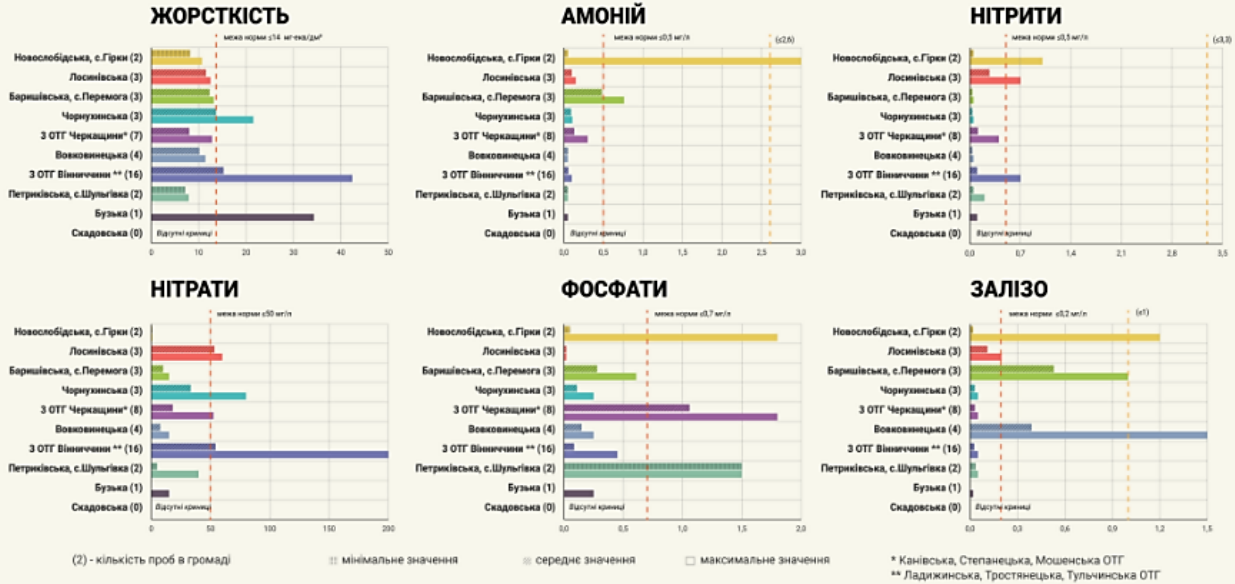 ЖОРСТКІСТЬ
межа норми ≤14 мг-екв/дм³
Новослобідська, с.Гірки (2)
Лосинівська (3)
Баришівська, с.Перемога (3)
Чорнухинська (3)
3 ОТГ Черкащини* (7)
Вовковинецька (4)
3 ОТГ Вінниччини ** (16)
Петриківська, с.Шульгівка (2)
Бузька (1)
Скадовська (0)
Відсутні криниці
0 10 20 30 40 50
АМОНІЙ
межа норми ≤0,5 мг/л
(≤2,6)
Новослобідська, с.Гірки (2)
Лосинівська (3)
Баришівська, с.Перемога (3)
Чорнухинська (3)
3 ОТГ Черкащини* (8)
Вовковинецька (4)
3 ОТГ Вінниччини ** (16)
Петриківська, с.Шульгівка (2)
Бузька (1)
Скадовська (0)
Відсутні криниці
0,0 0,5 1,0 1,5 2,0 2,5 3,0
НІТРИТИ
межа норми ≤0,5 мг/л
(≤3,3)
Новослобідська, с.Гірки (2)
Лосинівська (3)
Баришівська, с.Перемога (3)
Чорнухинська (3)
3 ОТГ Черкащини* (8)
Вовковинецька (4)
3 ОТГ Вінниччини ** (16)
Петриківська, с.Шульгівка (2)
Бузька (1)
Скадовська (0)
Відсутні криниці
0,0 0,7 1,4 2,1 2,8 3,5
НІТРАТИ
межа норми ≤50 мг/л
Новослобідська, с.Гірки (2)
Лосинівська (3)
Баришівська, с.Перемога (3)
Чорнухинська (3)
3 ОТГ Черкащини* (8)
Вовковинецька (4)
3 ОТГ Вінниччини ** (16)
Петриківська, с.Шульгівка (2)
Бузька (1)
Скадовська (0)
Відсутні криниці
0 50 100 150 200
ФОСФАТИ
межа норми ≤0,7 мг/л
Новослобідська, с.Гірки (2)
Лосинівська (3)
Баришівська, с.Перемога (3)
Чорнухинська (3)
3 ОТГ Черкащини* (8)
Вовковинецька (4)
3 ОТГ Вінниччини ** (16)
Петриківська, с.Шульгівка (2)
Бузька (1)
Скадовська (0)
Відсутні криниці
0,0 0,5 1,0 1,5 2,0
ЗАЛІЗО
межа норми ≤0,2 мг/л
(≤1)
Новослобідська, с.Гірки (2)
Лосинівська (3)
Баришівська, с.Перемога (3)
Чорнухинська (3)
3 ОТГ Черкащини* (8)
Вовковинецька (4)
3 ОТГ Вінниччини ** (16)
Петриківська, с.Шульгівка (2)
Бузька (1)
Скадовська (0)
Відсутні криниці
0,0 0,3 0,6 0,9 1,2 1,5
(2) - кількість проб в громаді
мінімальне значення
середнє значення
максимальне значення
* Канівська, Степанецька, Мошенська ОТГ
** Ладижинська, Тростянецька, Тульчинська ОТГ